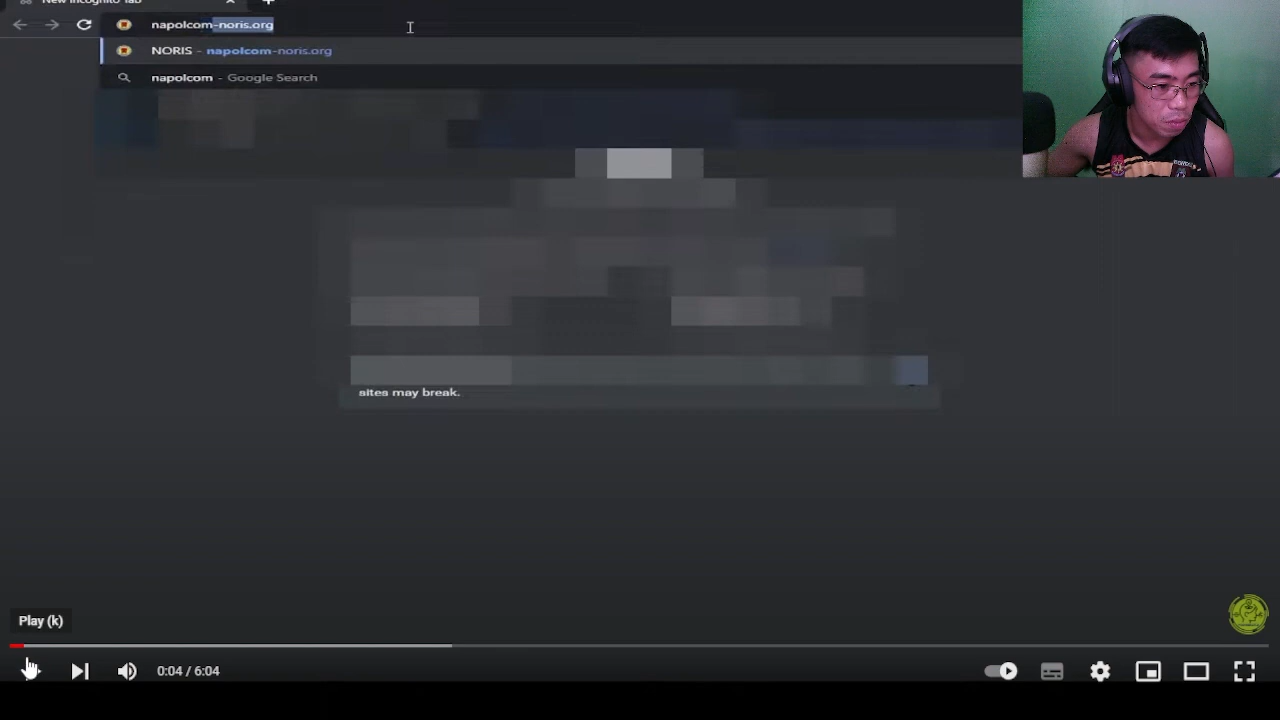 New Incognito Tab
napolcom-noris.org
NORIS - napolcom-noris.org
napolcom - Google Search
sites may break.
Play (k)
0:04 / 6:04